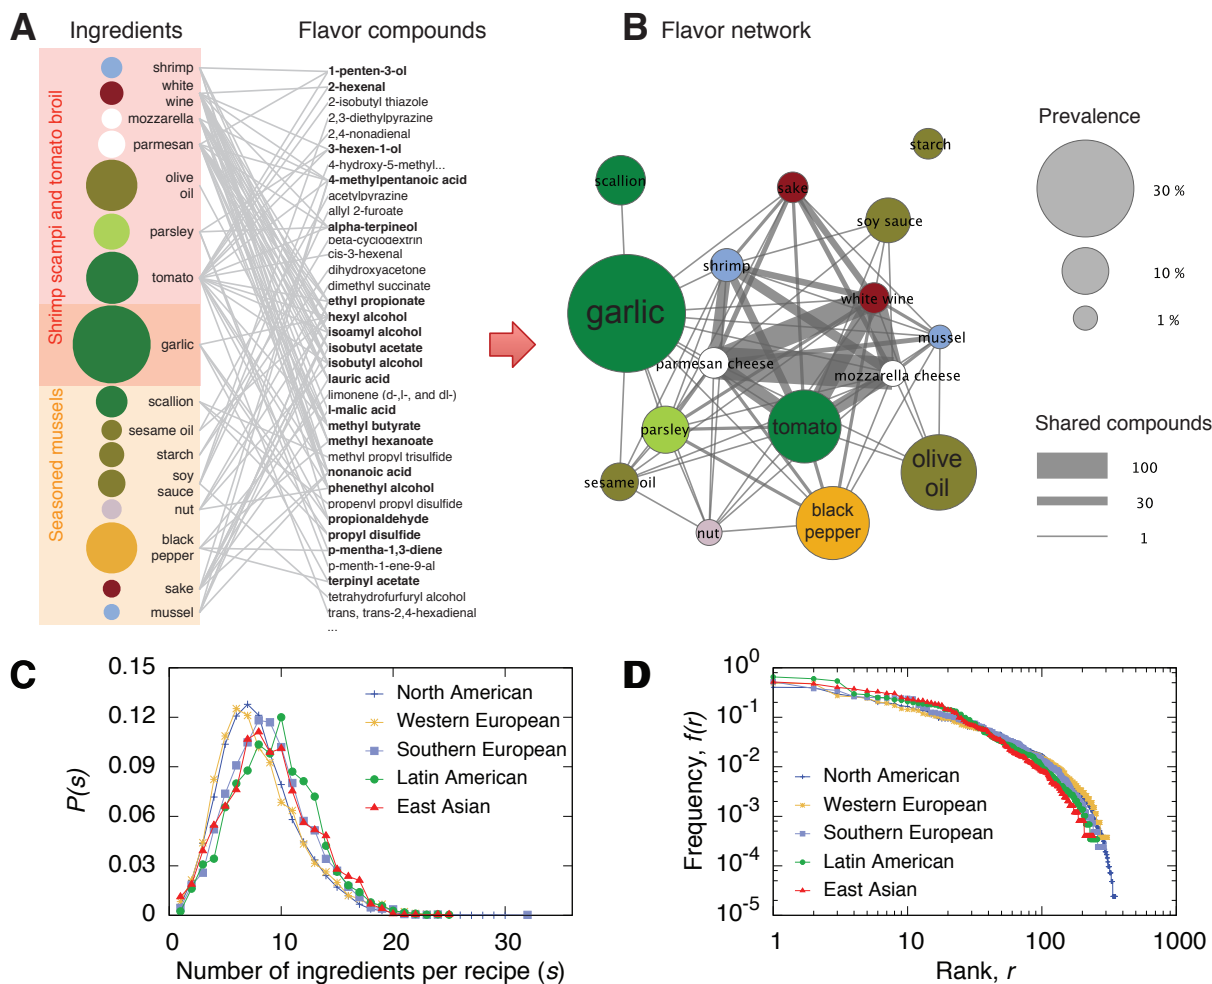 A
Ingredients
Flavor compounds
Shrimp scampi and tomato broil
Seasoned mussels
shrimp
white
wine
mozzarella
parmesan
olive
oil
parsley
tomato
garlic
scallion
sesame oil
starch
soy
sauce
nut
black
pepper
sake
mussel
1-penten-3-ol
2-hexenal
2-isobutyl thiazole
2,3-diethylpyrazine
2,4-nonadienal
3-hexen-1-ol
4-hydroxy-5-methyl...
4-methylpentanoic acid
acetylpyrazine
allyl 2-furoate
alpha-terpineol
beta-cyclodextrin
cis-3-hexenal
dihydroxyacetone
dimethyl succinate
ethyl propionate
hexyl alcohol
isoamyl alcohol
isobutyl acetate
isobutyl alcohol
lauric acid
limonene (d-,l-, and dl-)
l-malic acid
methyl butyrate
methyl hexanoate
methyl propyl trisulfide
nonanoic acid
phenethyl alcohol
propenyl propyl disulfide
propionaldehyde
propyl disulfide
p-mentha-1,3-diene
p-menth-1-ene-9-al
terpinyl acetate
tetrahydrofurfuryl alcohol
trans, trans-2,4-hexadienal
...
B
Flavor network
starch
scallion
sake
soy sauce
shrimp
white wine
garlic
mussel
parmesan cheese
mozzarella cheese
parsley
tomato
sesame oil
olive
oil
black
pepper
nut
Prevalence
30 %
10 %
1 %
Shared compounds
100
30
1
C
P(s)
0.15
0.12
0.09
0.06
0.03
0
0
10
20
30
Number of ingredients per recipe (s)
North American
Western European
Southern European
Latin American
East Asian
D
Frequency, f(r)
10^0
10^-1
10^-2
10^-3
10^-4
10^-5
1
10
100
1000
Rank, r
North American
Western European
Southern European
Latin American
East Asian